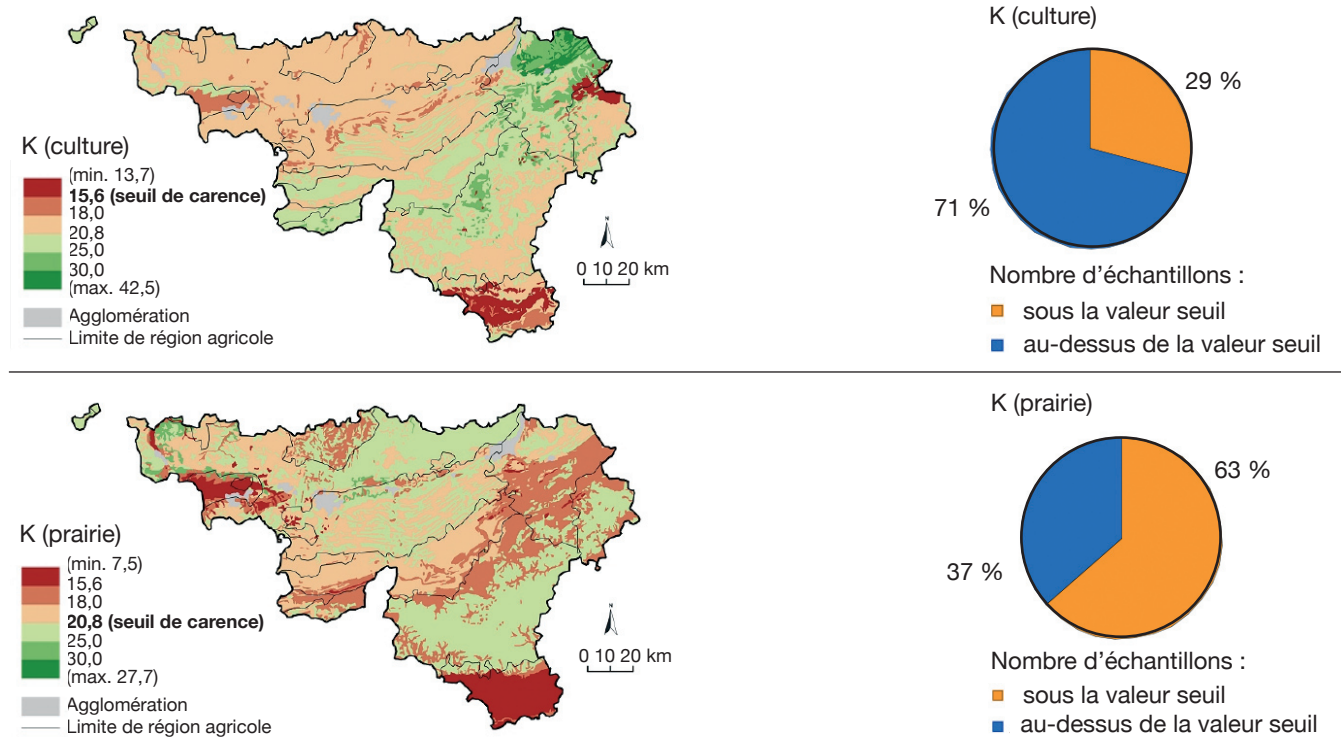 K (culture)
(min. 13,7)
15,6 (seuil de carence)
18,0
20,8
25,0
30,0
(max. 42,5)
Agglomération
Limite de région agricole
0 10 20 km
K (culture)
29 %
71 %
Nombre d'échantillons :
sous la valeur seuil
au-dessus de la valeur seuil
K (prairie)
(min. 7,5)
15,6
18,0
20,8 (seuil de carence)
25,0
30,0
(max. 27,7)
Agglomération
Limite de région agricole
0 10 20 km
K (prairie)
63 %
37 %
Nombre d'échantillons :
sous la valeur seuil
au-dessus de la valeur seuil